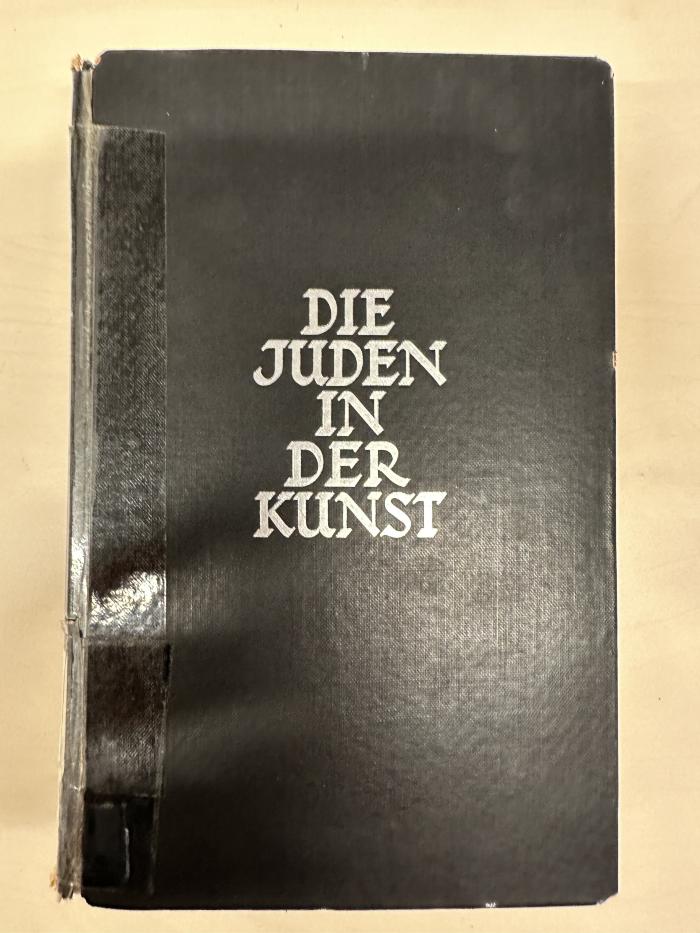 DIE
JUDEN
IN
DER
KUNST